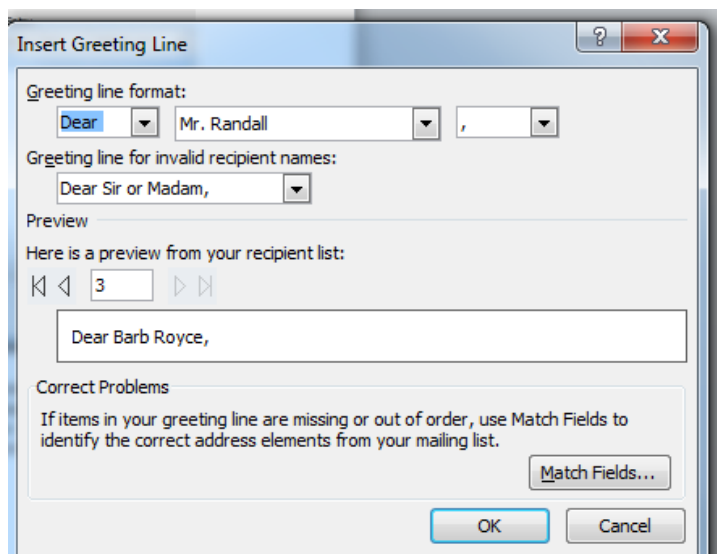 Insert Greeting Line
?
X
Greeting line format:
Dear Mr. Randall ,
Greeting line for invalid recipient names:
Dear Sir or Madam,
Preview
Here is a preview from your recipient list:
3
Dear Barb Royce,
Correct Problems
If items in your greeting line are missing or out of order, use Match Fields to
identify the correct address elements from your mailing list.
Match Fields...
OK Cancel